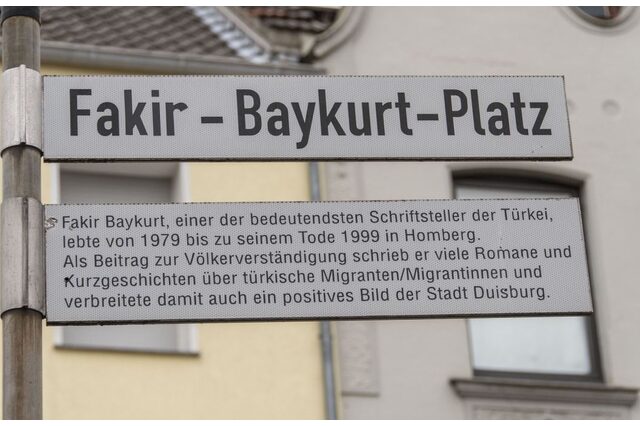 Fakir - Baykurt-Platz
Fakir Baykurt, einer der bedeutendsten Schriftsteller der Türkei,
lebte von 1979 bis zu seinem Tode 1999 in Homberg.
Als Beitrag zur Völkerverständigung schrieb er viele Romane und
Kurzgeschichten über türkische Migranten/Migrantinnen und
verbreitete damit auch ein positives Bild der Stadt Duisburg.